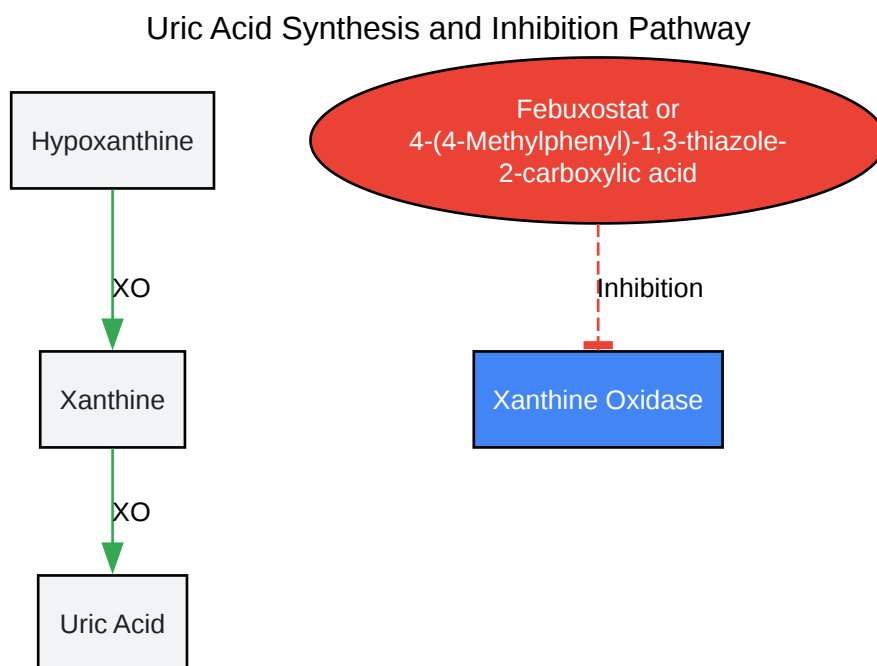 Uric Acid Synthesis and Inhibition Pathway
Hypoxanthine
Febuxostat or
4-(4-Methylphenyl)-1,3-thiazole-
2-carboxylic acid
XO
Inhibition
Xanthine
Xanthine Oxidase
XO
Uric Acid